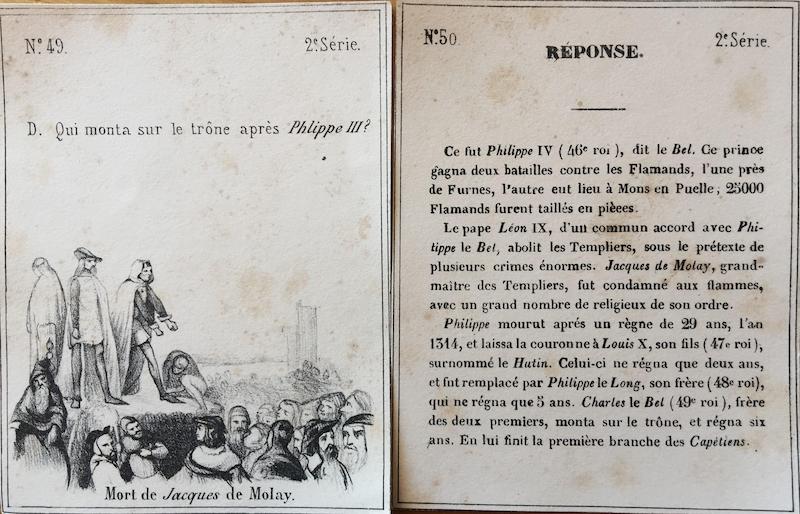 N.º 49.
2.e Série.
D. Qui monta sur le trône après Phlippe III?
Mort de Jacques de Molay.
N.º 50
2.e Série.
RÉPONSE.
Ce fut Philippe IV ( 46e roi ), dit le Bel. Ce prince
gagna deux batailles contre les Flamands, l'une près
de Furnes, l'autre eut lieu à Mons en Puelle; 25000
Flamands furent taillés en pièees.
Le pape Léon IX, d'un commun accord avec Phi-
lippe le Bel, abolit les Templiers, sous le prétexte de
plusieurs crimes énormes. Jacques de Molay, grand-
maître des Templiers, fut condamné aux flammes,
avec un grand nombre de religieux de son ordre.
Philippe mourut aprés un règne de 29 ans, l'an
1314, et laissa la couronne à Louis X, son fils ( 47e roi ),
surnommé le Hutin. Celui-ci ne régna que deux ans,
et fut remplacé par Philippe le Long, son frère (48e roi),
qui ne régna que 5 ans. Charles le Bel (49e roi ), frère
des deux premiers, monta sur le trône, et régna six
ans. En lui finit la première branche des Capétiens.